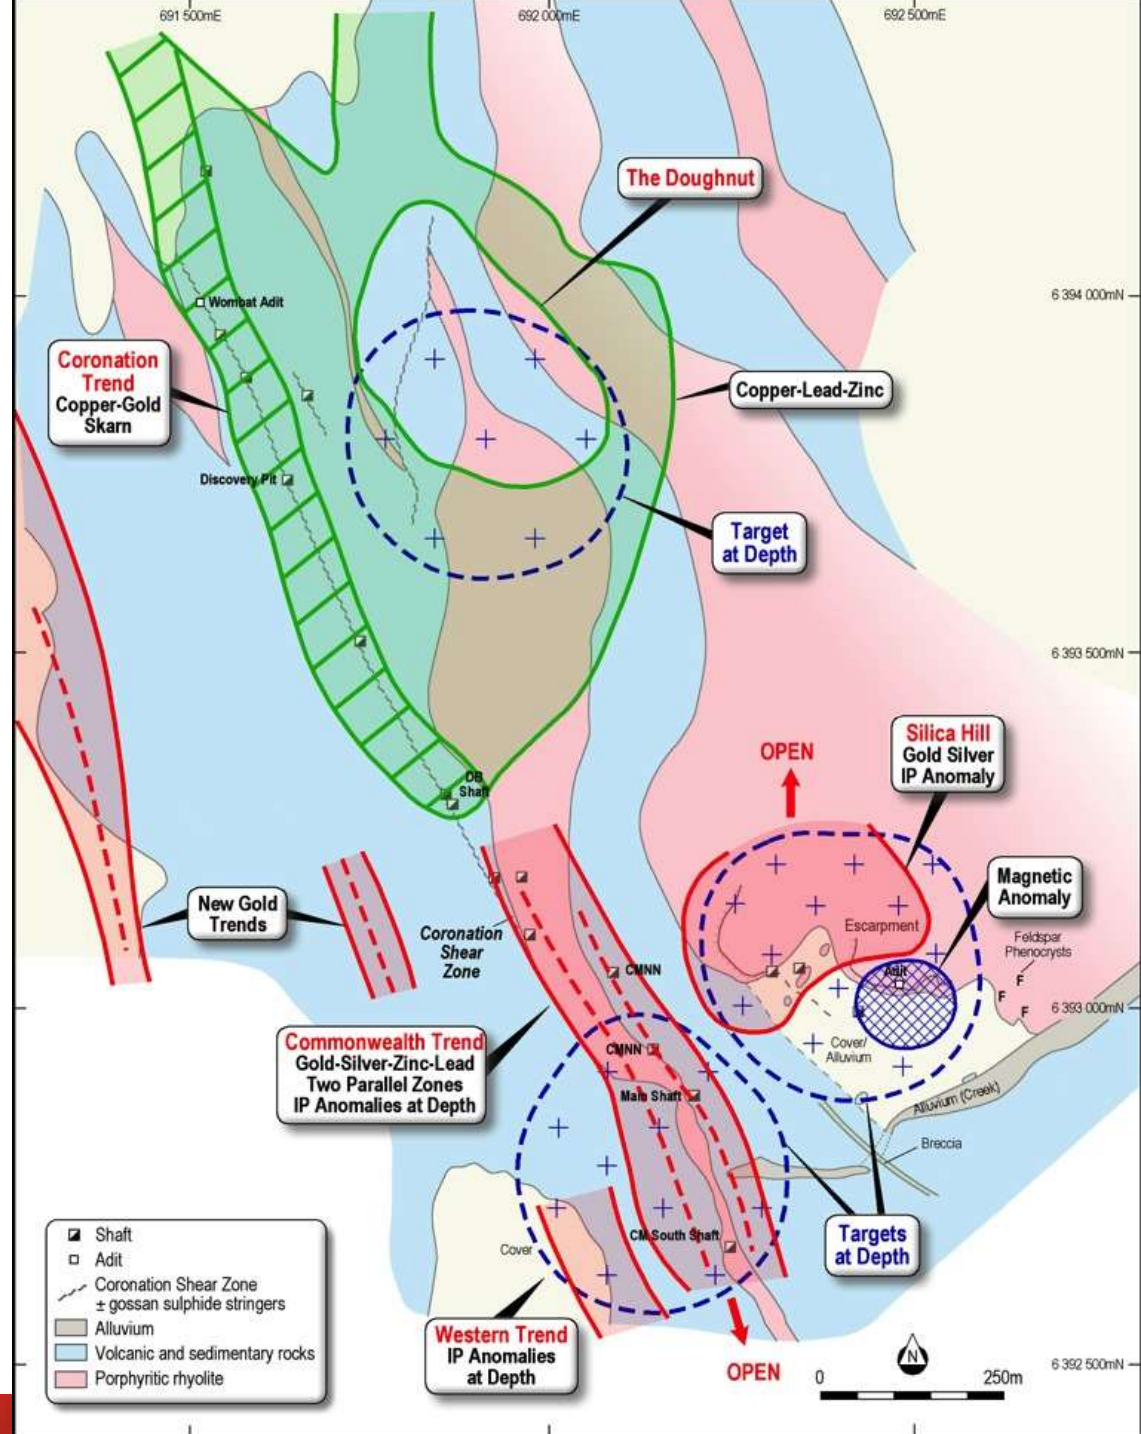 691 500mE
692 000mE
692 500mE
The Doughnut
6 394 000mN
Wombat Adit
Coronation
Trend
Copper-Gold
Skarn
Copper-Lead-Zinc
Discovery Pit
Target
at Depth
6 393 500mN
Silica Hill
Gold Silver
IP Anomaly
OPEN
DB
Shaft
Magnetic
Anomaly
New Gold
Trends
Escarpment
Feldspar
Phenocrysts
Coronation
Shear
Zone
CMNN
Adit
F
F
F
6 393 000mN
Commonwealth Trend
Gold-Silver-Zinc-Lead
Two Parallel Zones
IP Anomalies at Depth
CMNN
Cover/
Alluvium
Main Shaft
Alluvium (Creek)
Breccia
Cover
CM South Shaft
Targets
at Depth
Western Trend
IP Anomalies
at Depth
OPEN
Shaft
Adit
Coronation Shear Zone
± gossan sulphide stringers
Alluvium
Volcanic and sedimentary rocks
Porphyritic rhyolite
N
0
250m
6 392 500mN